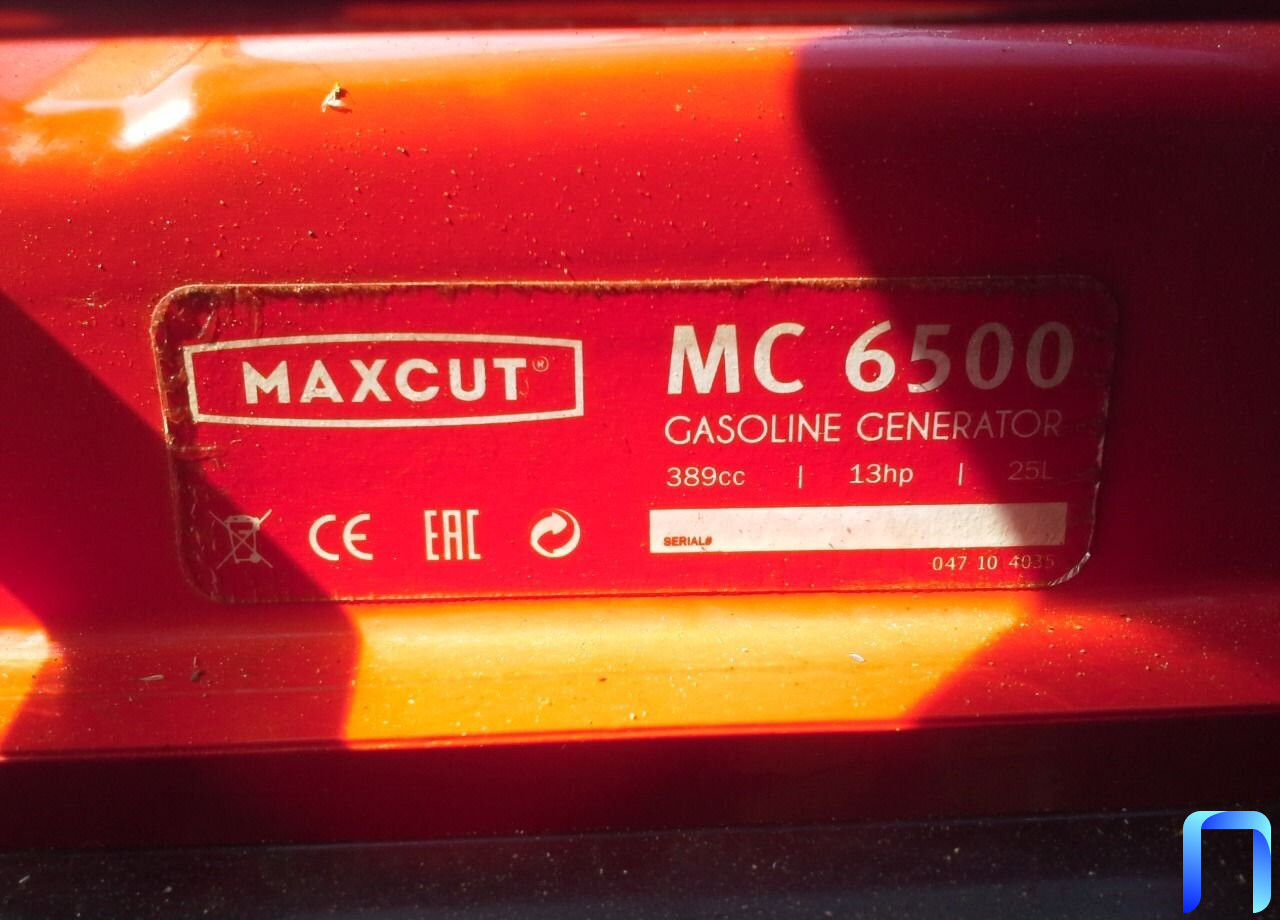 MAXCUT®
MC 6500
GASOLINE GENERATOR
389cc | 13hp | 25L
CE EAC
SERIAL#
047 10 4035